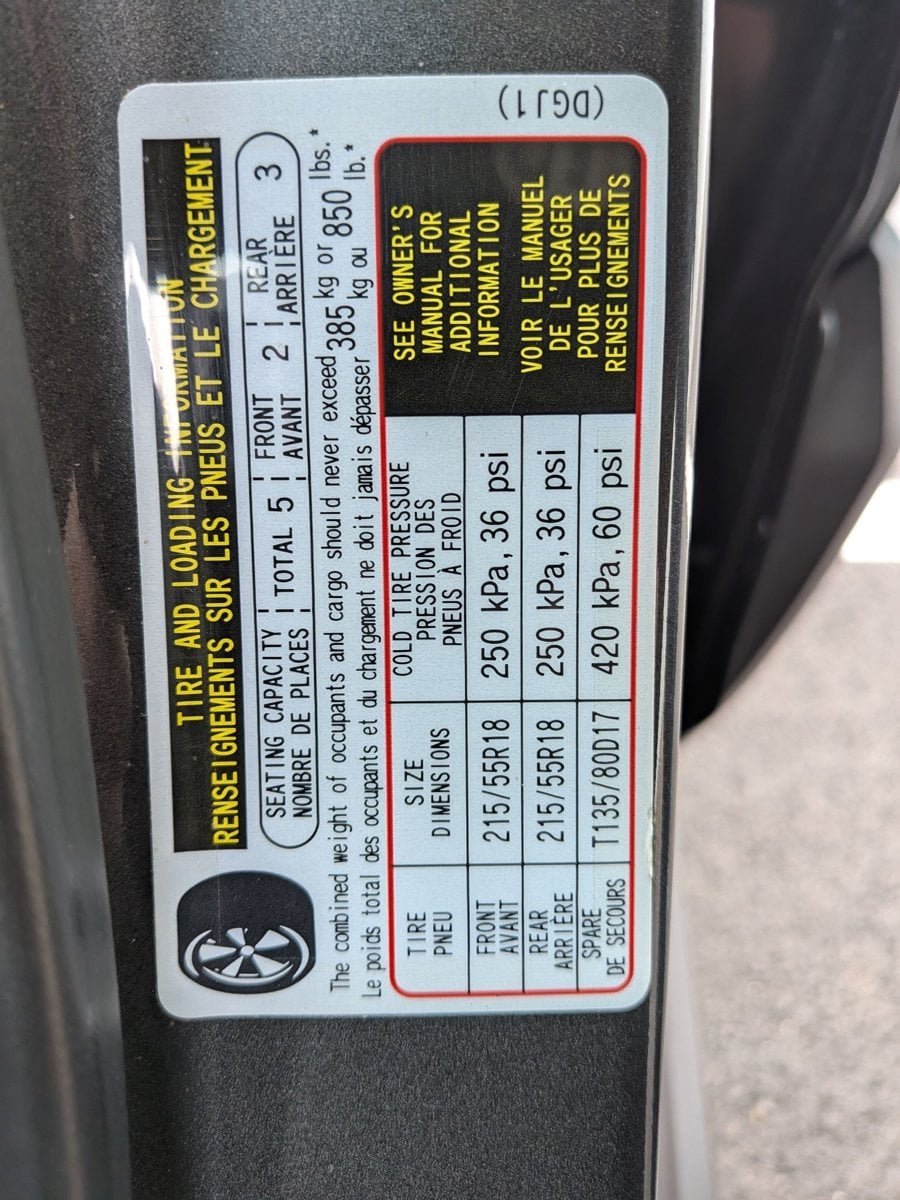 TIRE AND LOADING INFORMATION
RENSEIGNEMENTS SUR LES PNEUS ET LE CHARGEMENT
SEATING CAPACITY TOTAL 5 FRONT 2 REAR 3
NOMBRE DE PLACES AVANT ARRIÈRE
The combined weight of occupants and cargo should never exceed 385 kg or 850 lbs.*
Le poids total des occupants et du chargement ne doit jamais dépasser kg ou lb.*
TIRE SIZE COLD TIRE PRESSURE
PNEU DIMENSIONS PRESSION DES
PNEUS À FROID
FRONT 215/55R18 250 kPa, 36 psi
AVANT
REAR 215/55R18 250 kPa, 36 psi
ARRIÈRE
SPARE T135/80D17 420 kPa, 60 psi
DE SECOURS
SEE OWNER'S
MANUAL FOR
ADDITIONAL
INFORMATION
VOIR LE MANUEL
DE L'USAGER
POUR PLUS DE
RENSEIGNEMENTS
(DGJ1)